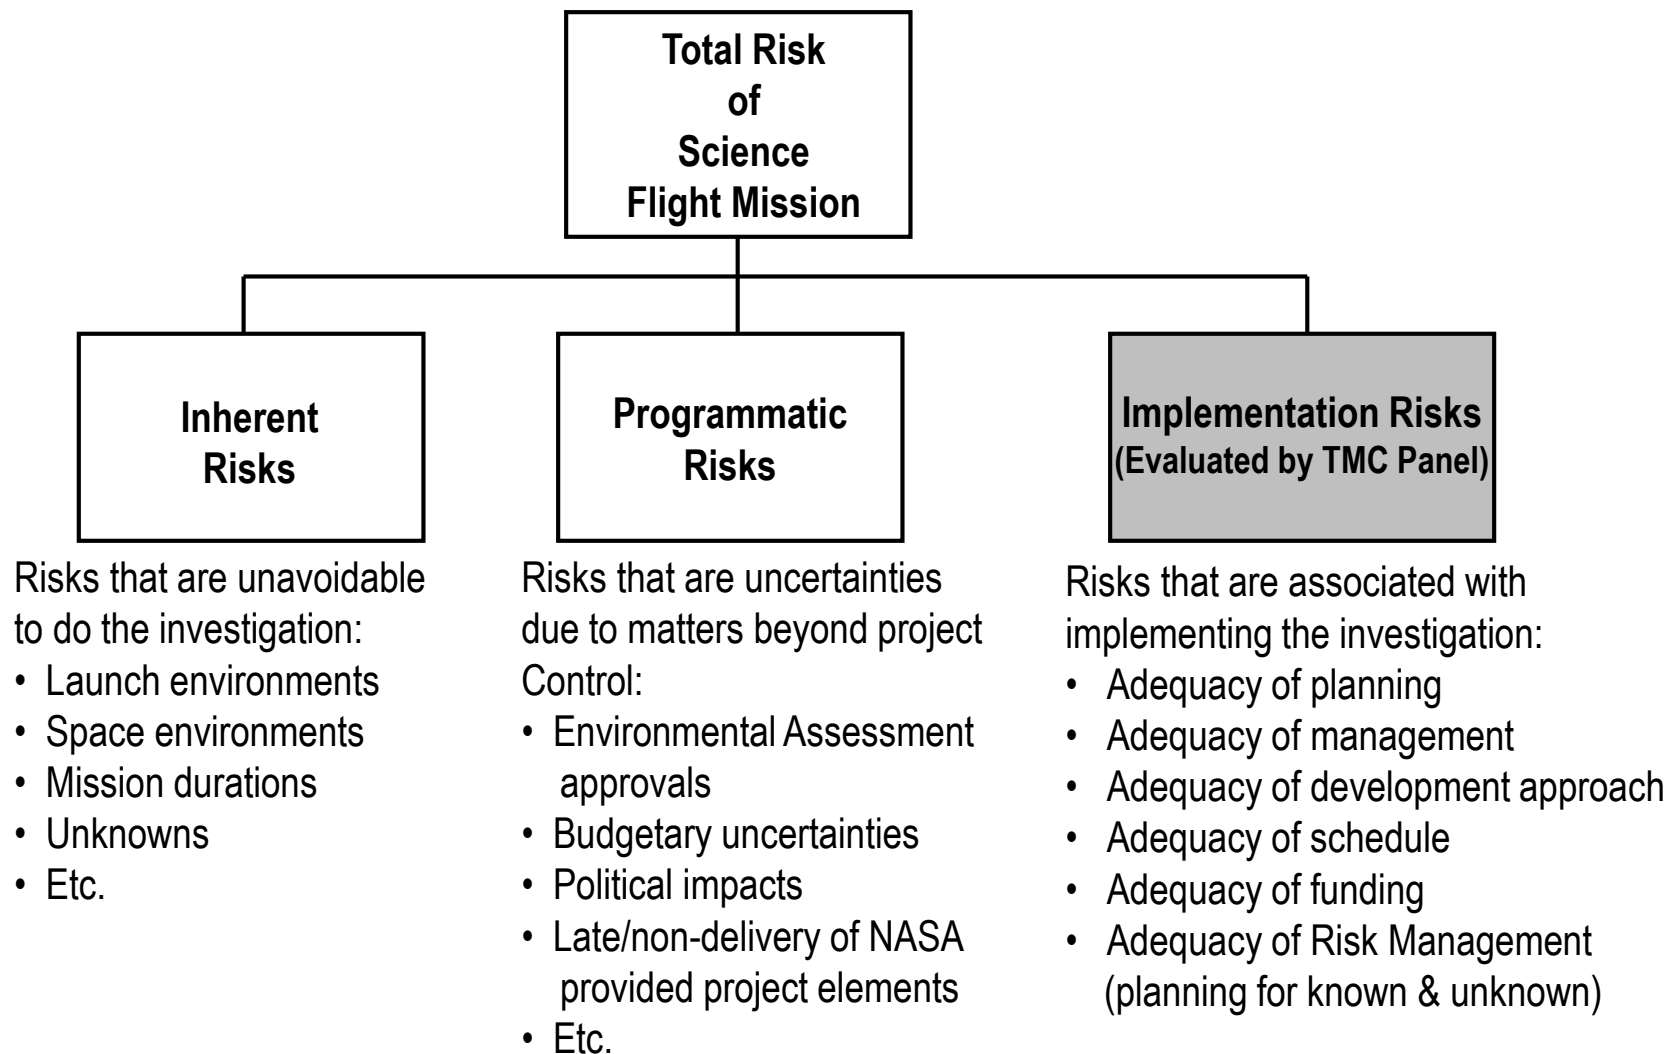 Total Risk
of
Science
Flight Mission
Inherent
Risks
Programmatic
Risks
Implementation Risks
(Evaluated by TMC Panel)
Risks that are unavoidable
to do the investigation:
• Launch environments
• Space environments
• Mission durations
• Unknowns
• Etc.
Risks that are uncertainties
due to matters beyond project
Control:
• Environmental Assessment
approvals
• Budgetary uncertainties
• Political impacts
• Late/non-delivery of NASA
provided project elements
• Etc.
Risks that are associated with
implementing the investigation:
• Adequacy of planning
• Adequacy of management
• Adequacy of development approach
• Adequacy of schedule
• Adequacy of funding
• Adequacy of Risk Management
(planning for known & unknown)